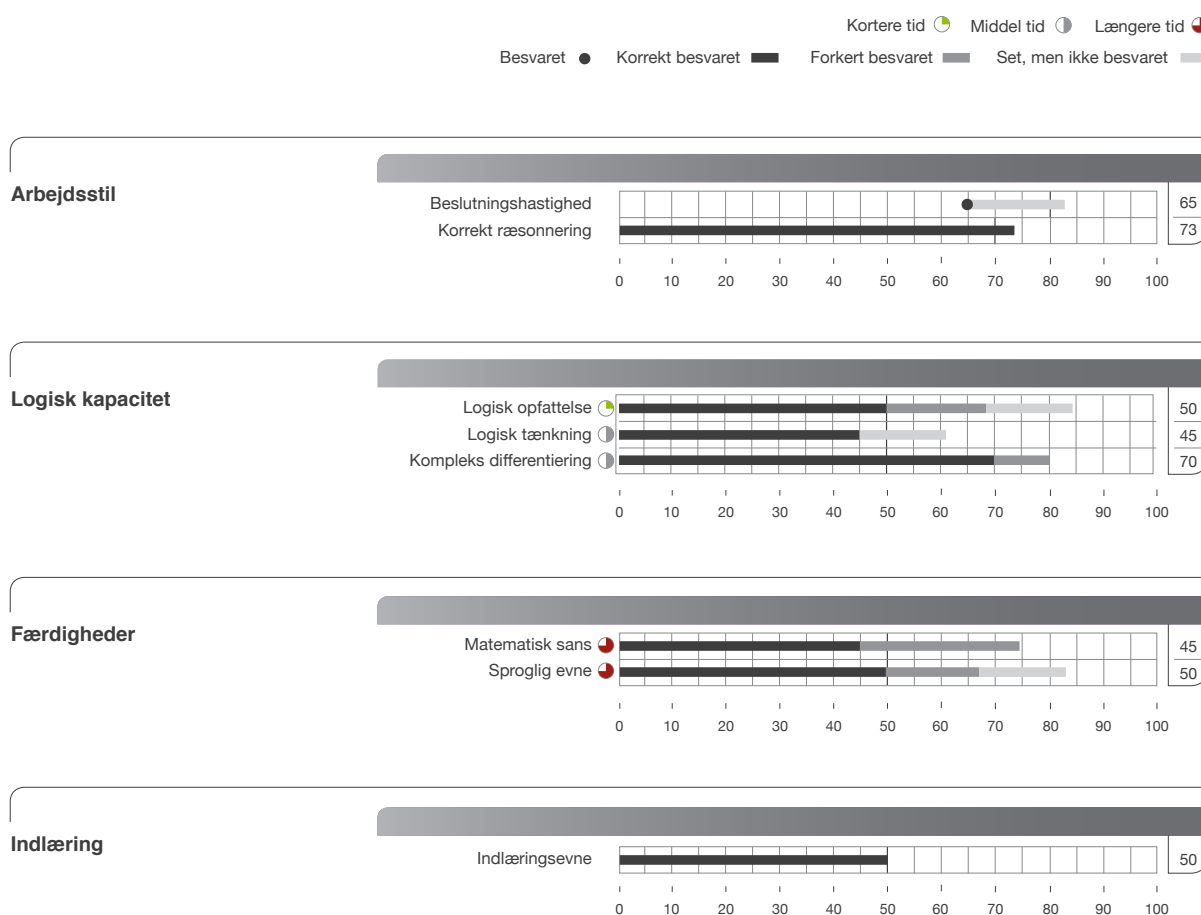 Kortere tid Middel tid Længere tid
Besvaret Korrekt besvaret Forkert besvaret Set, men ikke besvaret
Arbejdsstil
Beslutningshastighed 65
Korrekt ræsonnering 73
0 10 20 30 40 50 60 70 80 90 100
Logisk kapacitet
Logisk opfattelse 50
Logisk tænkning 45
Kompleks differentiering 70
0 10 20 30 40 50 60 70 80 90 100
Færdigheder
Matematisk sans 45
Sproglig evne 50
0 10 20 30 40 50 60 70 80 90 100
Indlæring
Indlæringsevne 50
0 10 20 30 40 50 60 70 80 90 100